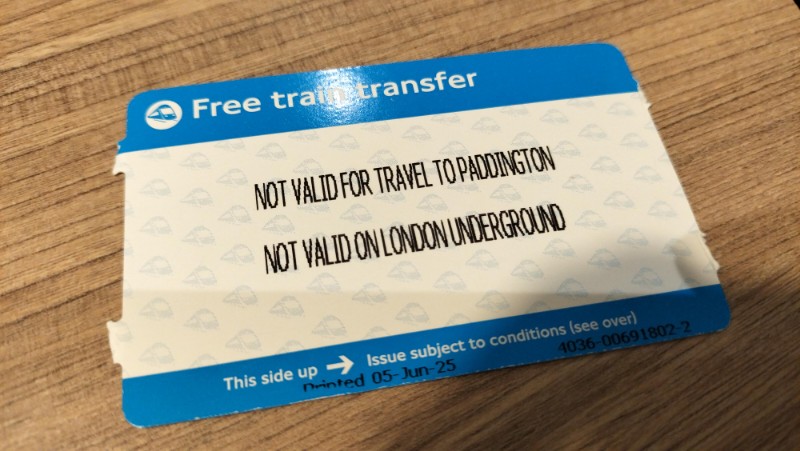 Free train transfer
NOT VALID FOR TRAVEL TO PADDINGTON
NOT VALID ON LONDON UNDERGROUND
This side up → Issue subject to conditions (see over)
Printed 05-Jun-25 4036-00691802-2